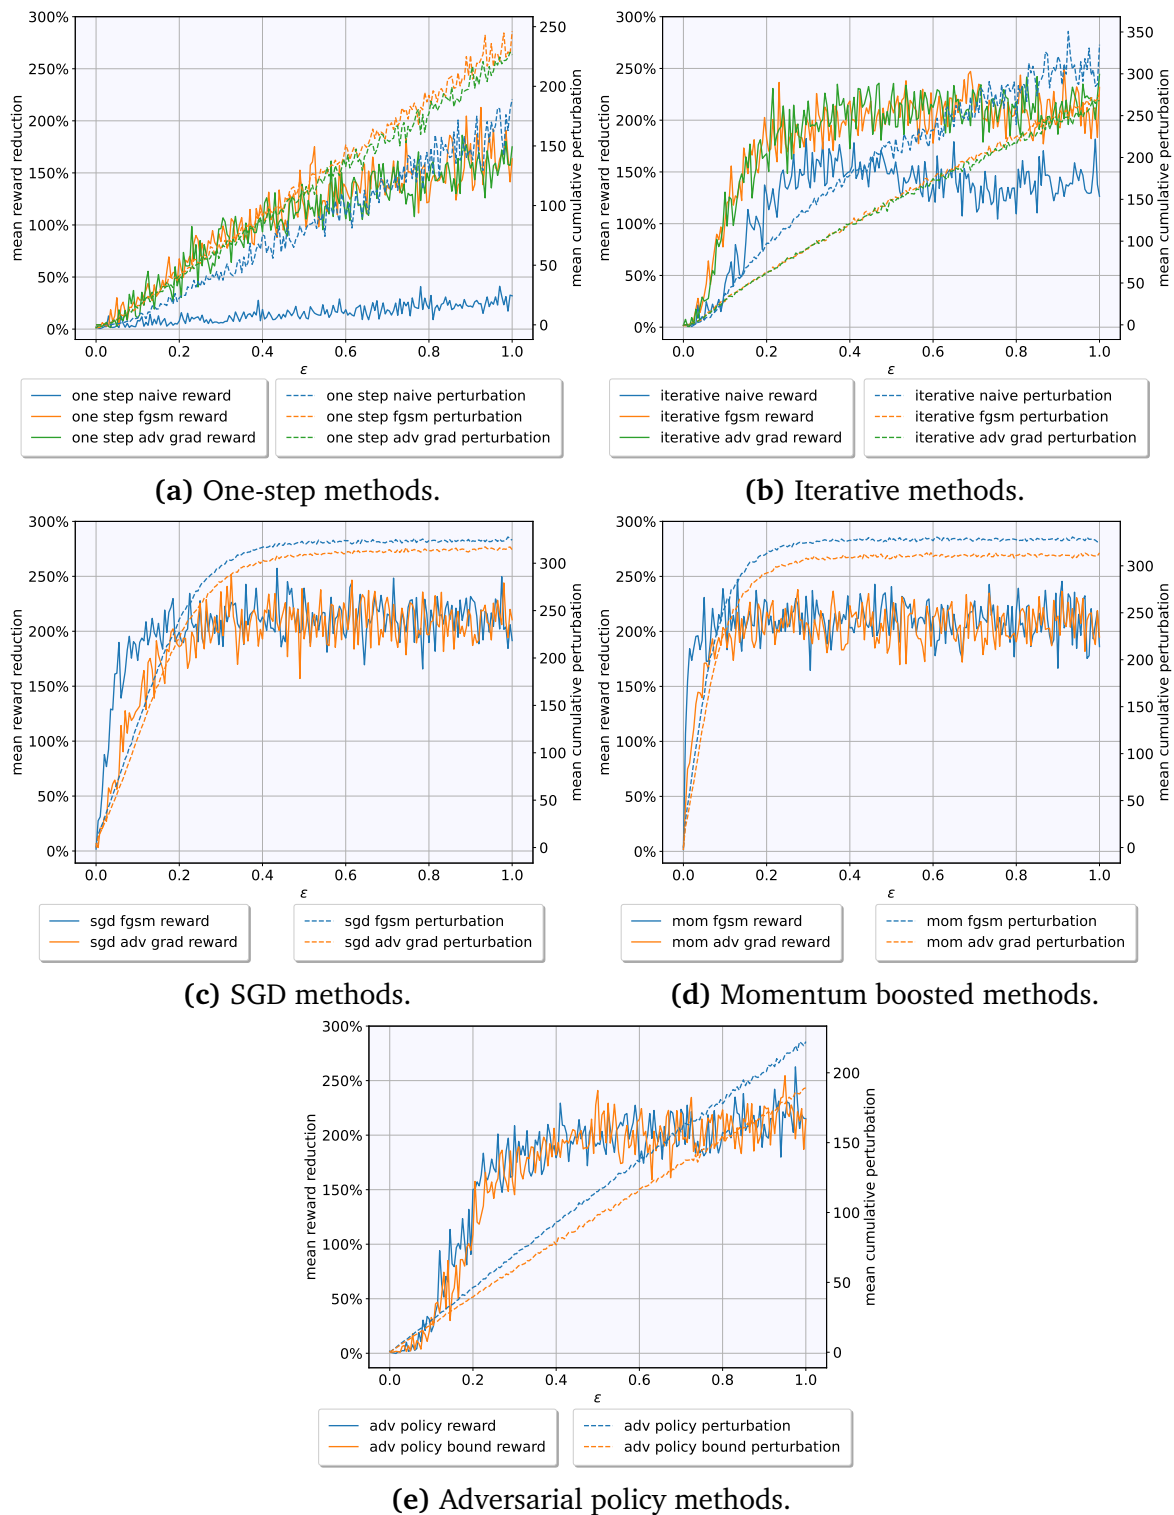 300%
250%
200%
150%
100%
50%
0%
mean reward reduction
0.0 0.2 0.4 0.6 0.8 1.0
ε
250
200
150
100
50
0
mean cumulative perturbation
one step naive reward
one step fgsm reward
one step adv grad reward
one step naive perturbation
one step fgsm perturbation
one step adv grad perturbation
(a) One-step methods.
300%
250%
200%
150%
100%
50%
0%
mean reward reduction
0.0 0.2 0.4 0.6 0.8 1.0
ε
350
300
250
200
150
100
50
0
mean cumulative perturbation
iterative naive reward
iterative fgsm reward
iterative adv grad reward
iterative naive perturbation
iterative fgsm perturbation
iterative adv grad perturbation
(b) Iterative methods.
300%
250%
200%
150%
100%
50%
0%
mean reward reduction
0.0 0.2 0.4 0.6 0.8 1.0
ε
300
250
200
150
100
50
0
mean cumulative perturbation
sgd fgsm reward
sgd adv grad reward
sgd fgsm perturbation
sgd adv grad perturbation
(c) SGD methods.
300%
250%
200%
150%
100%
50%
0%
mean reward reduction
0.0 0.2 0.4 0.6 0.8 1.0
ε
300
250
200
150
100
50
0
mean cumulative perturbation
mom fgsm reward
mom adv grad reward
mom fgsm perturbation
mom adv grad perturbation
(d) Momentum boosted methods.
300%
250%
200%
150%
100%
50%
0%
mean reward reduction
0.0 0.2 0.4 0.6 0.8 1.0
ε
200
150
100
50
0
mean cumulative perturbation
adv policy reward
adv policy bound reward
adv policy perturbation
adv policy bound perturbation
(e) Adversarial policy methods.